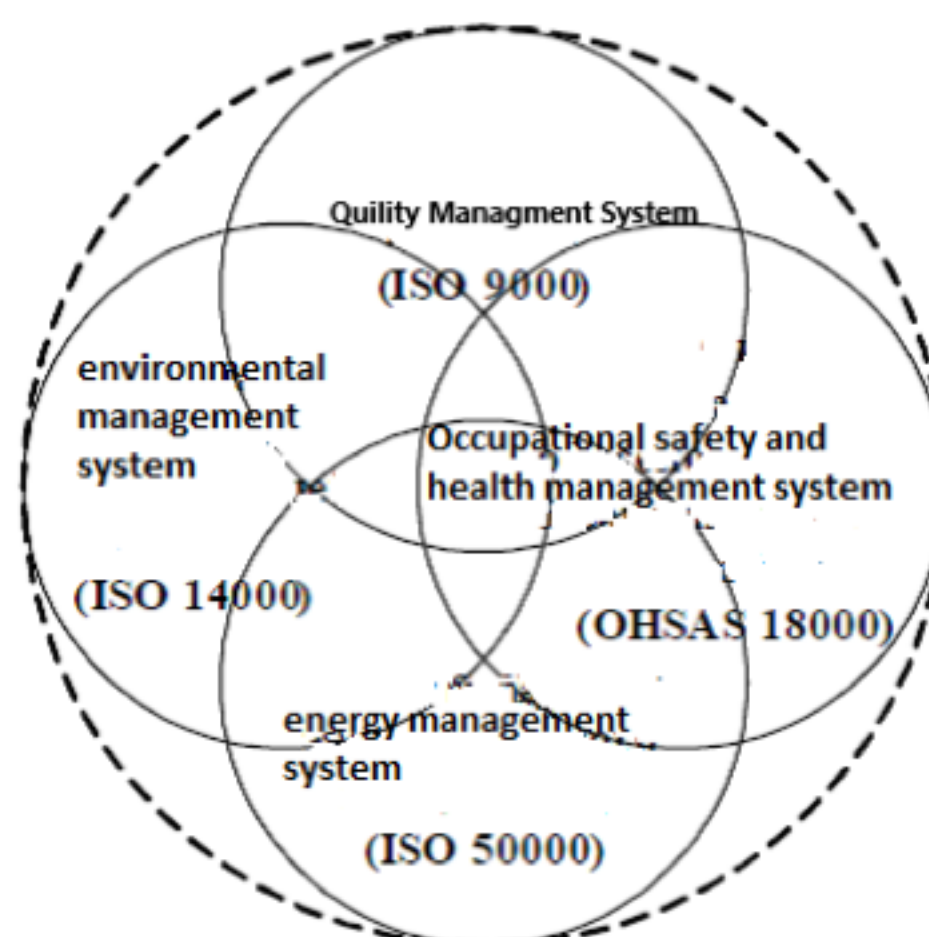 Quility Managment System
(ISO 9000)
environmental
management
system
Occupational safety and
health management system
(ISO 14000)
(OHSAS 18000)
energy management
system
(ISO 50000)